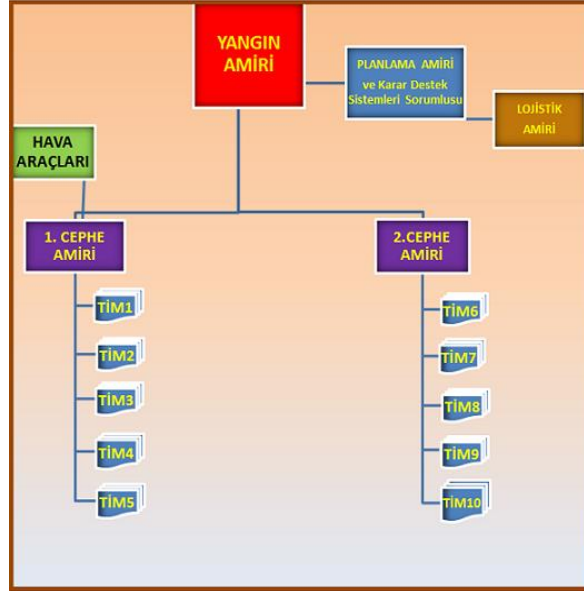 YANGIN
AMİRİ
PLANLAMA AMİRİ
ve Karar Destek
Sistemleri Sorumlusu
LOJİSTİK
AMİRİ
HAVA
ARAÇLARI
1. CEPHE
AMİRİ
2.CEPHE
AMİRİ
TİM1
TİM2
TİM3
TİM4
TİM5
TİM6
TİM7
TİM8
TİM9
TİM10